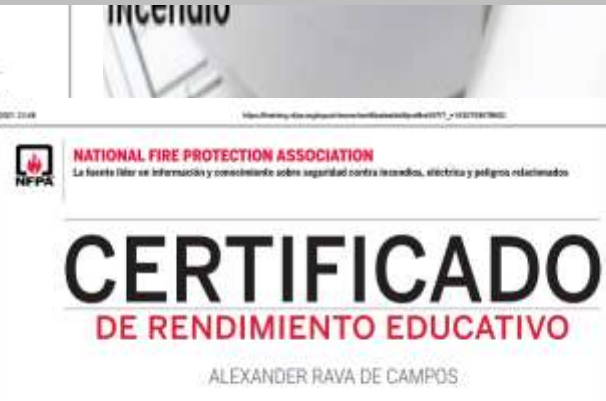 Incendio
NATIONAL FIRE PROTECTION ASSOCIATION
La fuente líder en información y conocimiento sobre seguridad contra incendios, eléctrica y peligros relacionados
NFPA
CERTIFICADO
DE RENDIMIENTO EDUCATIVO
ALEXANDER RAVA DE CAMPOS